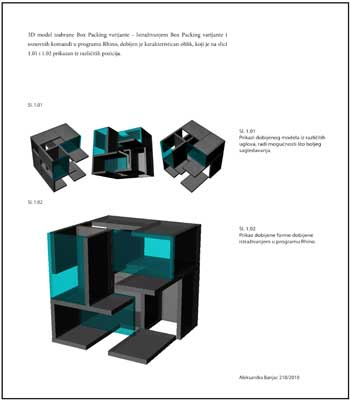 3D model izabrane Box Packing varijante – Istraživanjem Box Packing varijante i
osnovnih komandi u programu Rhino, dobijen je karakterističan oblik, koji je na slici
1.01 i 1.02 prikazan iz različitih pozicija.
Sl. 1.01
Sl. 1.01
Prikaz dobijenog modela iz različitih
uglova, radi mogućnosti što boljeg
sagledavanja.
Sl. 1.02
Sl. 1.02
Prikaz dobijene forme dobijene
istraživanjem u programu Rhino.
Aleksandra Banjac 218/2010